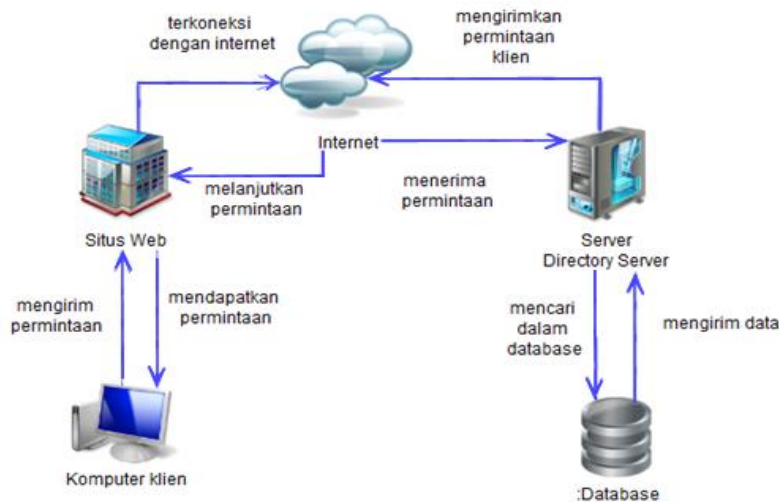 terkoneksi
dengan internet
mengirimkan
permintaan
klien
Internet
melanjutkan
permintaan
menerima
permintaan
Situs Web
Server
Directory Server
mengirim
permintaan
mendapatkan
permintaan
mencari
dalam
database
mengirim data
Komputer klien
:Database